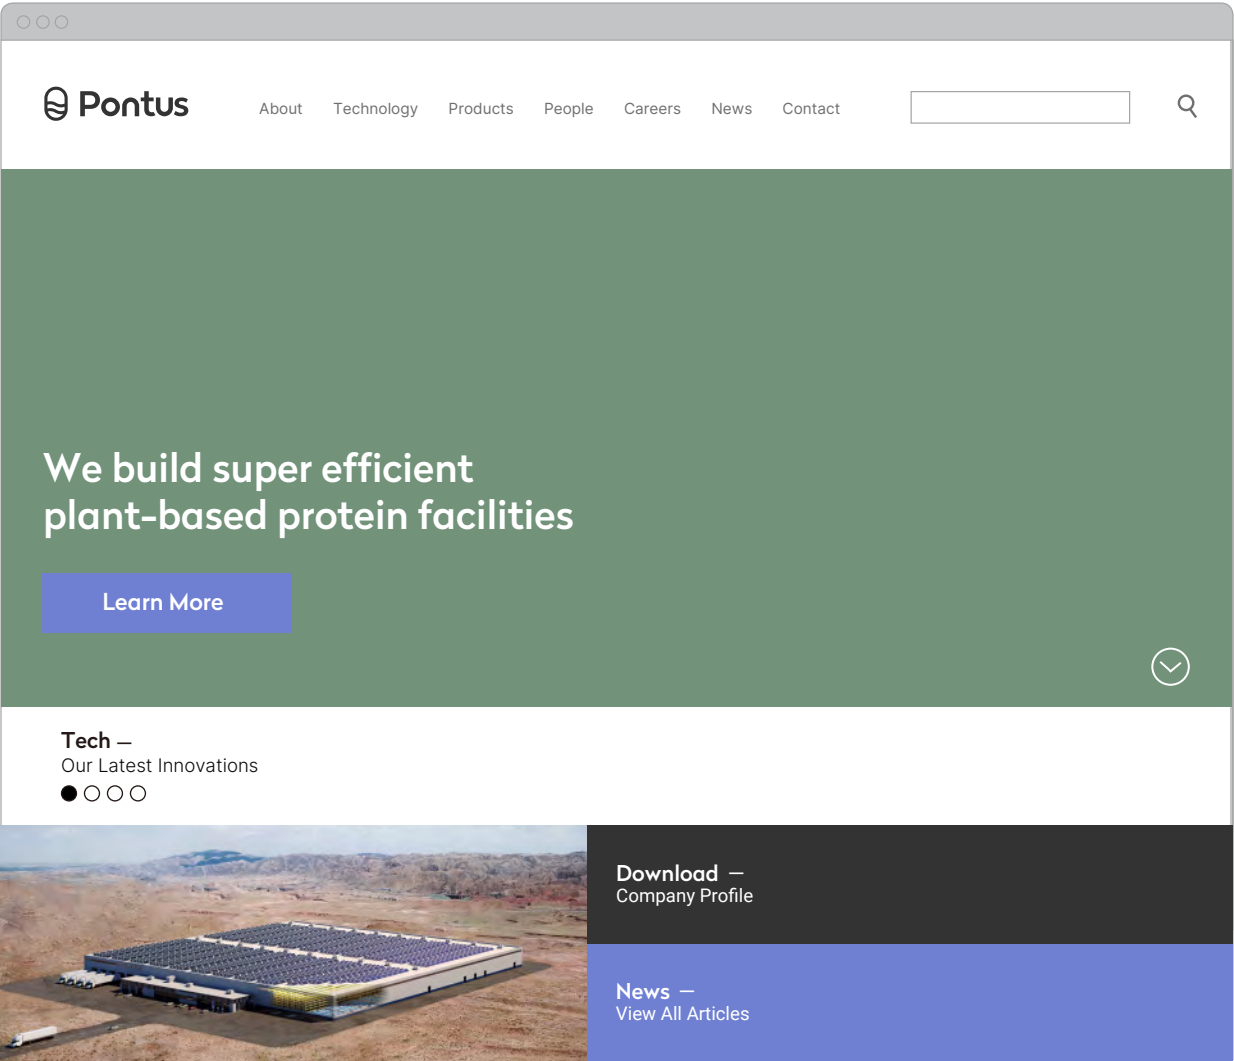 Pontus
About Technology Products People Careers News Contact
We build super efficient
plant-based protein facilities
Learn More
Tech —
Our Latest Innovations
Download —
Company Profile
News —
View All Articles